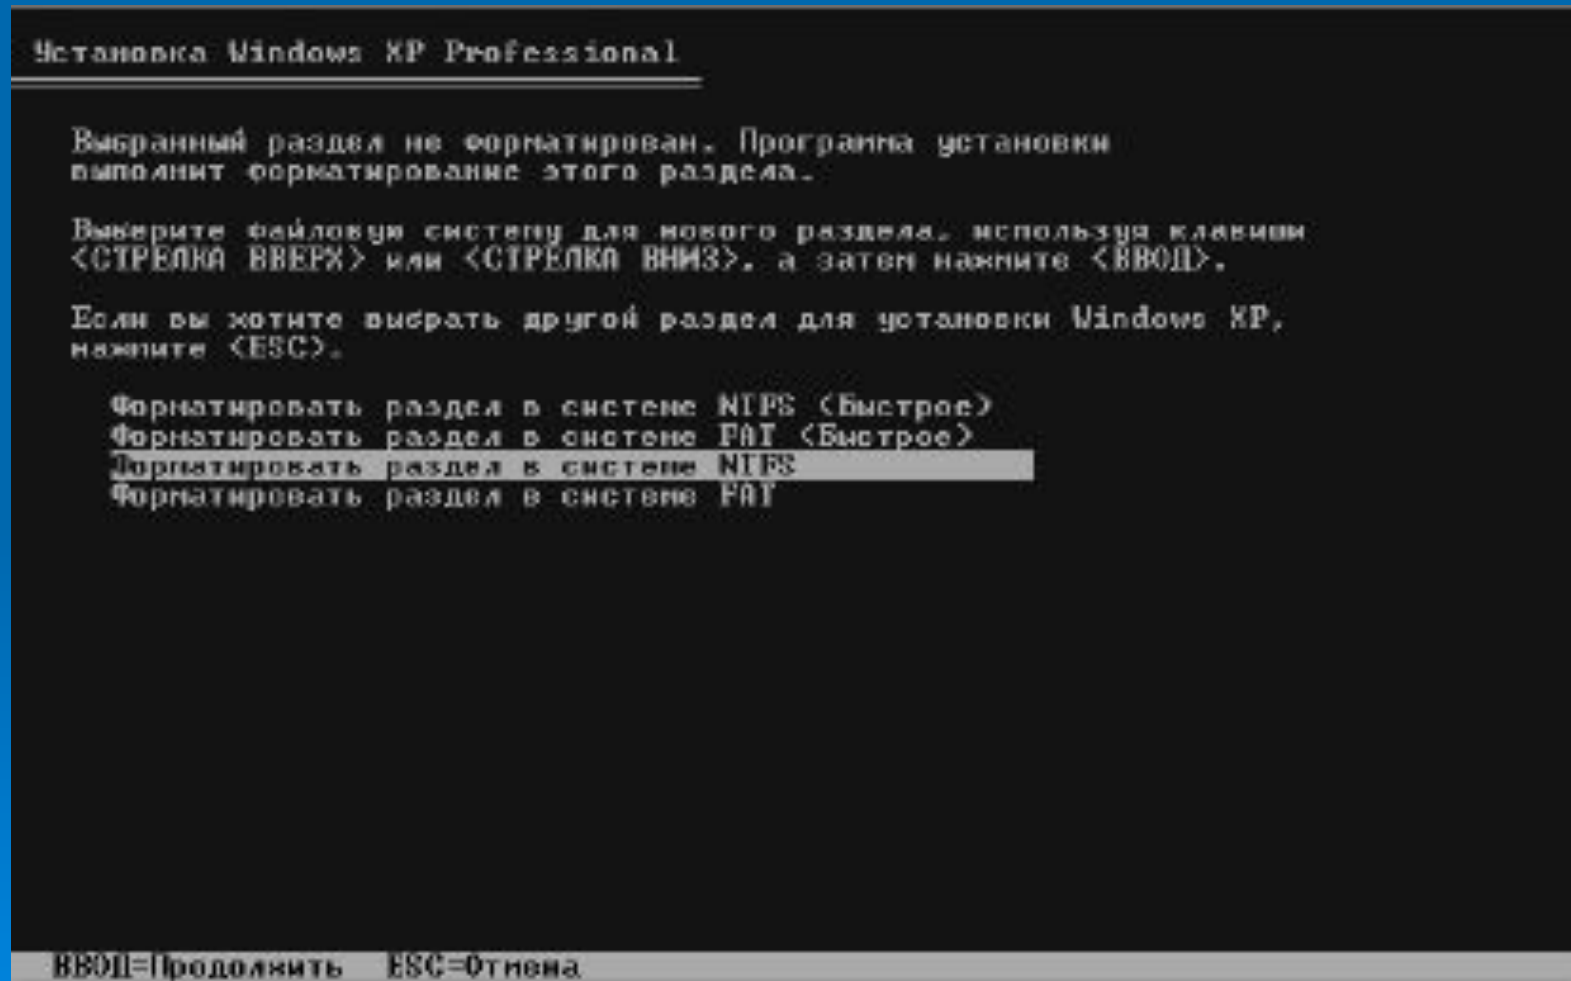 Установка Windows XP Professional
Выбранный раздел не форматирован. Программа установки
выполнит форматирование этого раздела.
Выберите файловую систему для нового раздела, используя клавиши
<СТРЕЛКА ВВЕРХ> или <СТРЕЛКА ВНИЗ>, а затем нажмите <ВВОД>.
Если вы хотите выбрать другой раздел для установки Windows XP,
нажмите <ESC>.
Форматировать раздел в системе NTFS (Быстрое)
Форматировать раздел в системе FAT (Быстрое)
Форматировать раздел в системе NTFS
Форматировать раздел в системе FAT
ВВОД=Продолжить ESC=Отмена